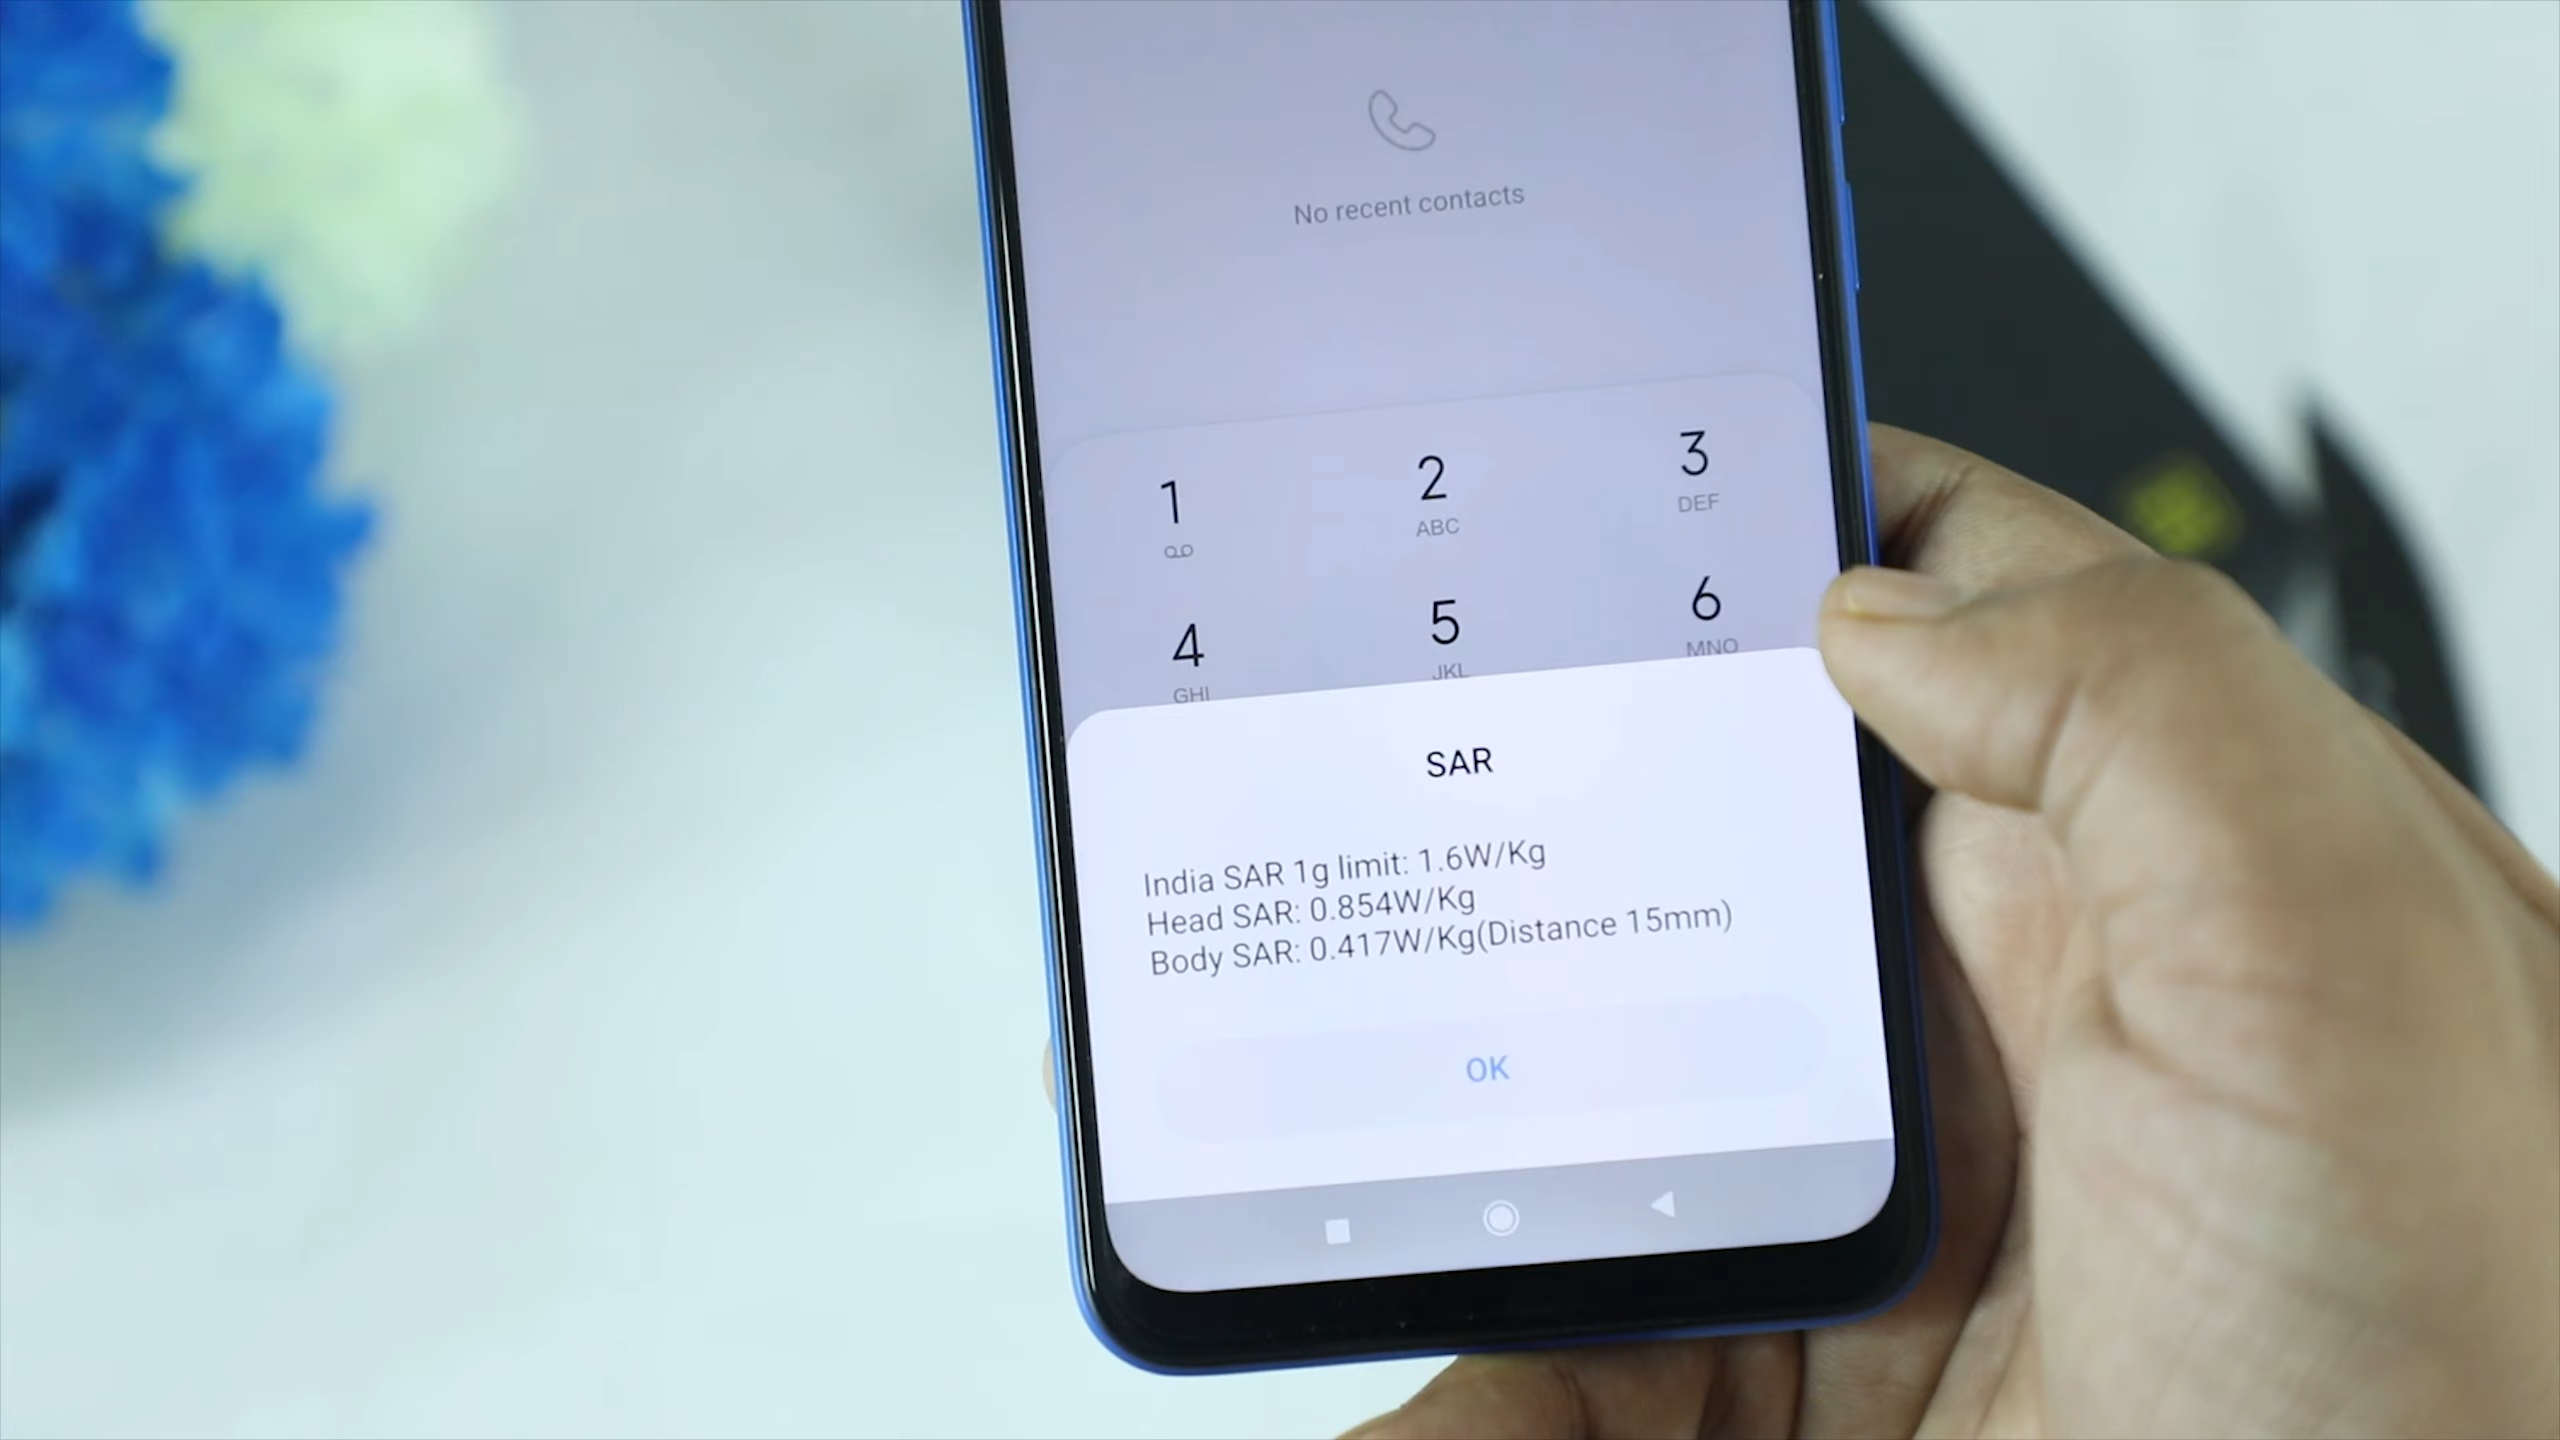 No recent contacts
1
2
ABC
3
DEF
4
GHI
5
JKL
6
MNO
SAR
India SAR 1g limit: 1.6W/Kg
Head SAR: 0.854W/Kg
Body SAR: 0.417W/Kg(Distance 15mm)
OK